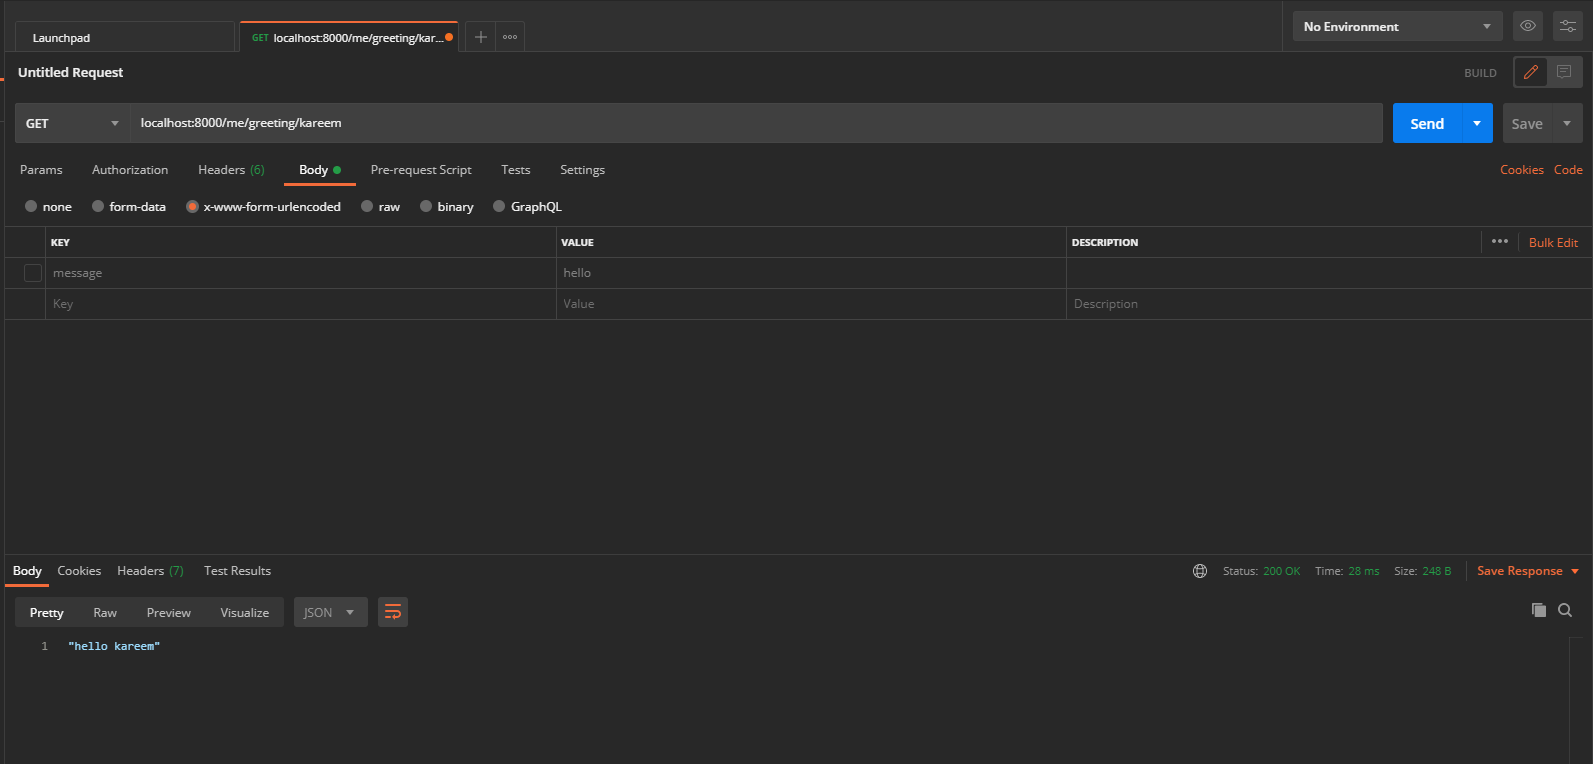 Launchpad
GET localhost:8000/me/greeting/kar...
No Environment
Untitled Request
BUILD
GET
localhost:8000/me/greeting/kareem
Send
Save
Params Authorization Headers (6) Body Pre-request Script Tests Settings
Cookies Code
none form-data x-www-form-urlencoded raw binary GraphQL
KEY VALUE DESCRIPTION
Bulk Edit
message hello
Key Value Description
Body Cookies Headers (7) Test Results
Status: 200 OK Time: 28 ms Size: 248 B Save Response
Pretty Raw Preview Visualize JSON
1 "hello kareem"